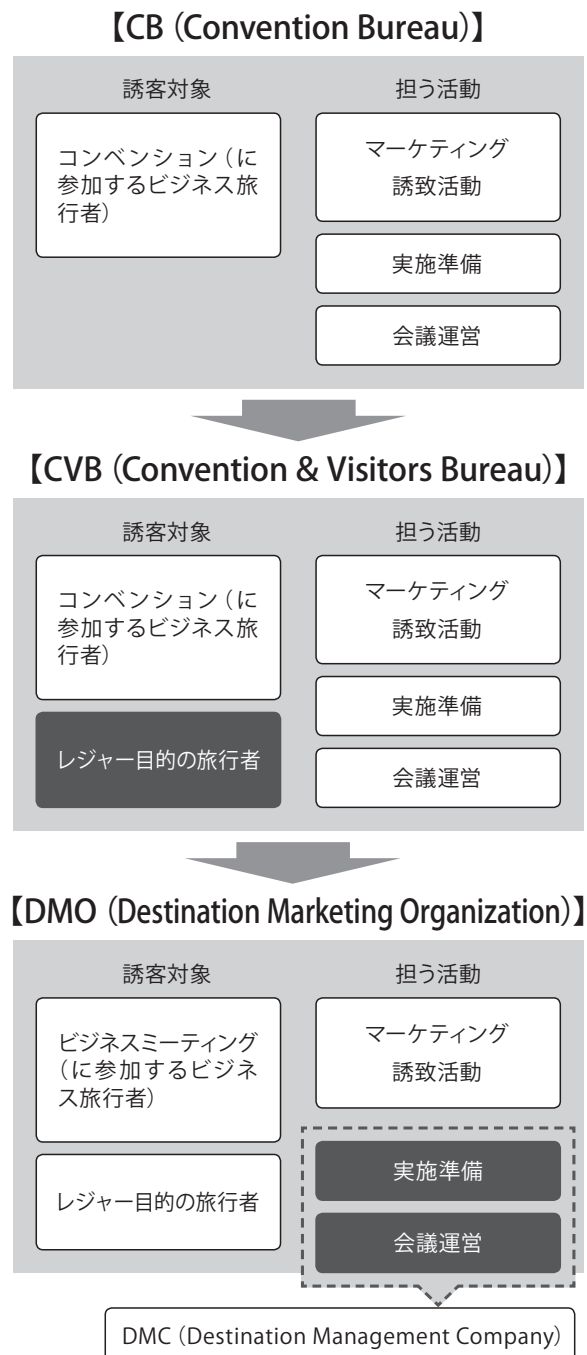 【CB（Convention Bureau）】
誘客対象
コンベンション（に
参加するビジネス旅
行者）
担う活動
マーケティング
誘致活動
実施準備
会議運営
【CVB（Convention & Visitors Bureau）】
誘客対象
コンベンション（に
参加するビジネス旅
行者）
レジャー目的の旅行者
担う活動
マーケティング
誘致活動
実施準備
会議運営
【DMO（Destination Marketing Organization）】
誘客対象
ビジネスミーティング
（に参加するビジネ
ス旅行者）
レジャー目的の旅行者
担う活動
マーケティング
誘致活動
実施準備
会議運営
DMC（Destination Management Company）